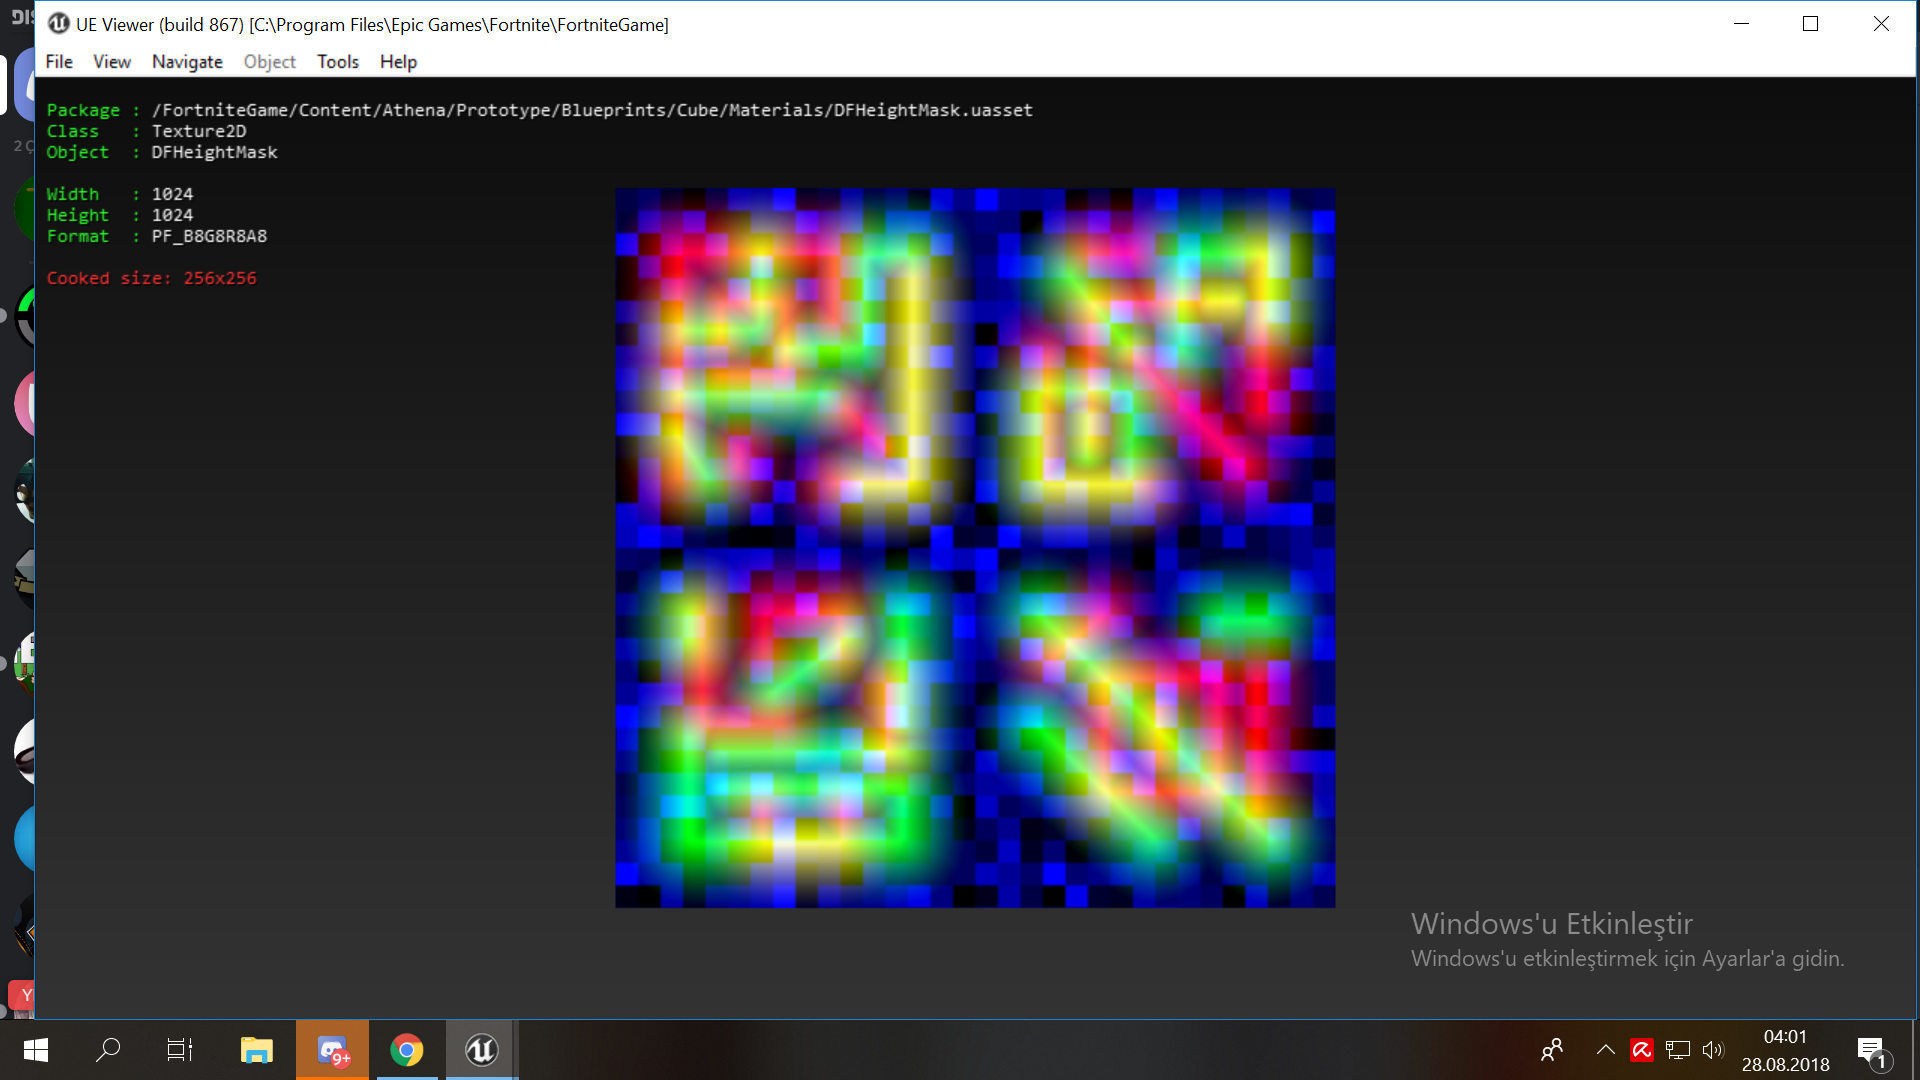 UE Viewer (build 867) [C:\Program Files\Epic Games\Fortnite\FortniteGame]
File View Navigate Object Tools Help
Package : /FortniteGame/Content/Athena/Prototype/Blueprints/Cube/Materials/DFHeightMask.uasset
Class : Texture2D
Object : DFHeightMask
Width : 1024
Height : 1024
Format : PF_B8G8R8A8
Cooked size: 256x256
Windows'u Etkinleştir
Windows'u etkinleştirmek için Ayarlar'a gidin.
9+
04:01
28.08.2018
1